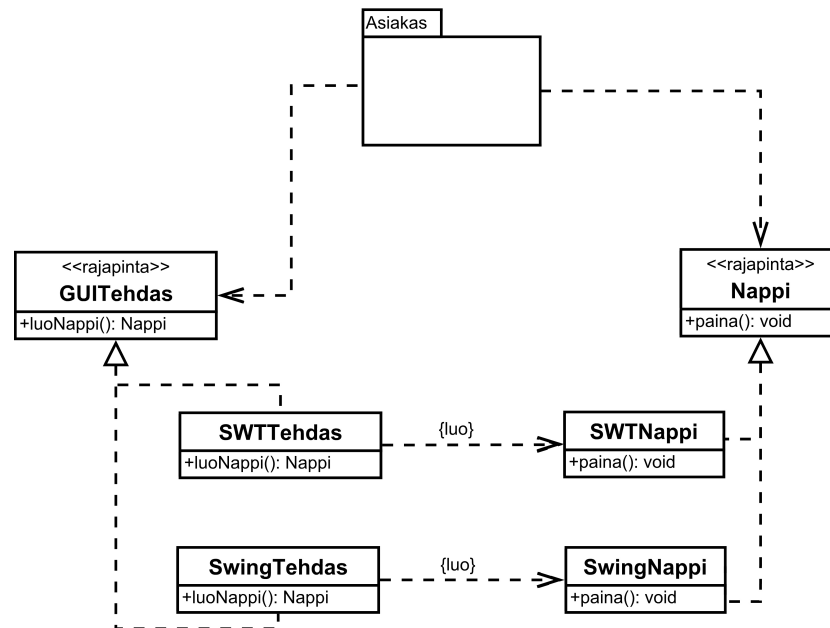 Asiakas
<<rajapinta>>
GUITehdas
+luoNappi(): Nappi
<<rajapinta>>
Nappi
+paina(): void
SWTTehdas
+luoNappi(): Nappi
{luo}
SWTNappi
+paina(): void
SwingTehdas
+luoNappi(): Nappi
{luo}
SwingNappi
+paina(): void